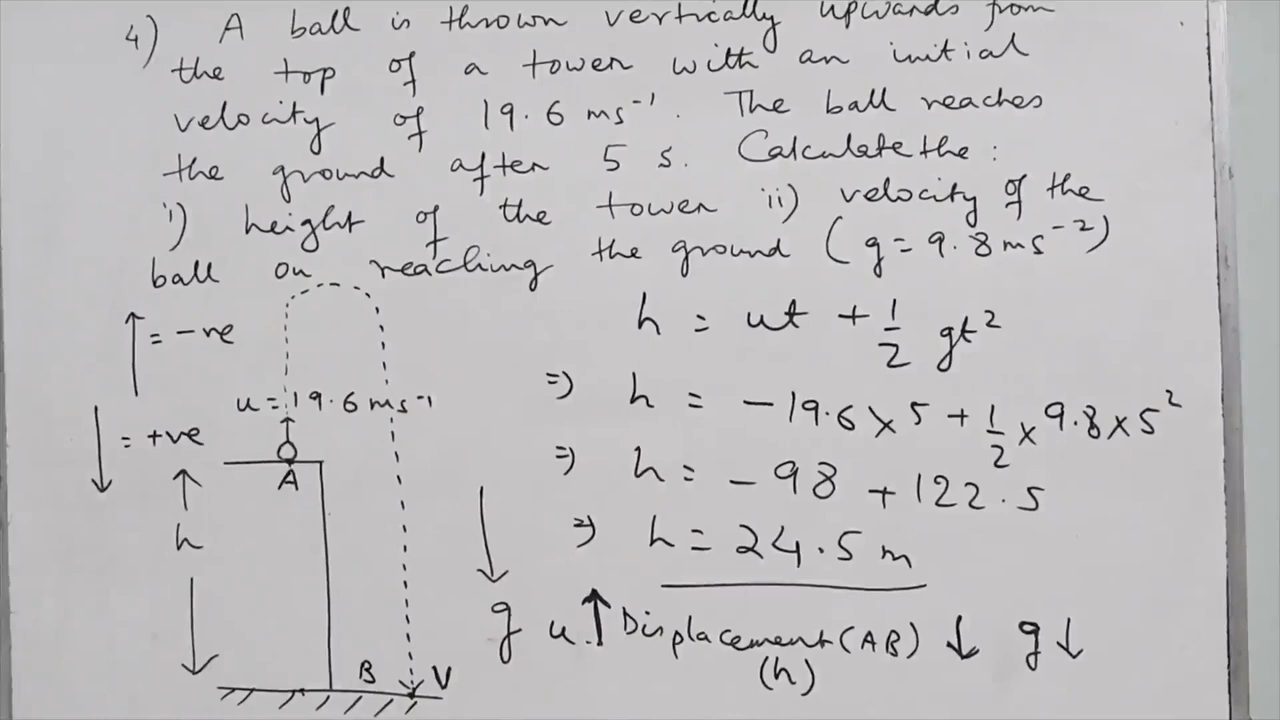 4) A ball is thrown vertically upwards from
the top of a tower with an initial
velocity of 19.6 ms⁻¹. The ball reaches
the ground after 5 s. Calculate the :
i) height of the tower ii) velocity of the
ball on reaching the ground (g = 9.8 ms⁻²)
↑ = -ve
↓ = +ve
u = 19.6 ms⁻¹
A
h
B
V
h = ut + 1/2 gt²
=) h = -19.6 × 5 + 1/2 × 9.8 × 5²
=) h = -98 + 122.5
=) h = 24.5 m
g u. ↑ Displacement (AB) ↓ g ↓
(h)